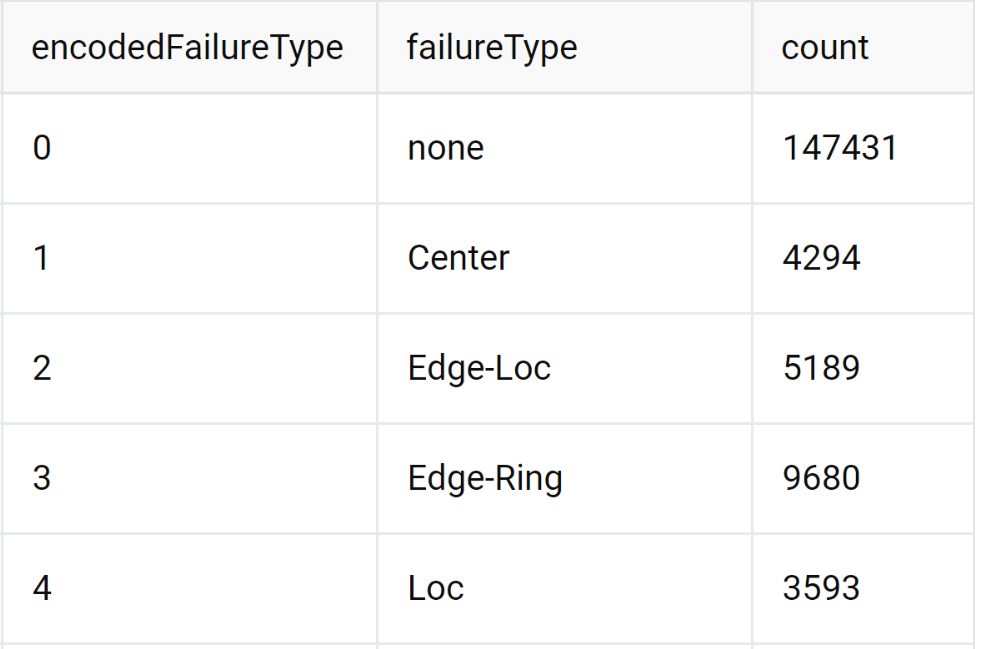 encodedFailureType failureType count
0 none 147431
1 Center 4294
2 Edge-Loc 5189
3 Edge-Ring 9680
4 Loc 3593